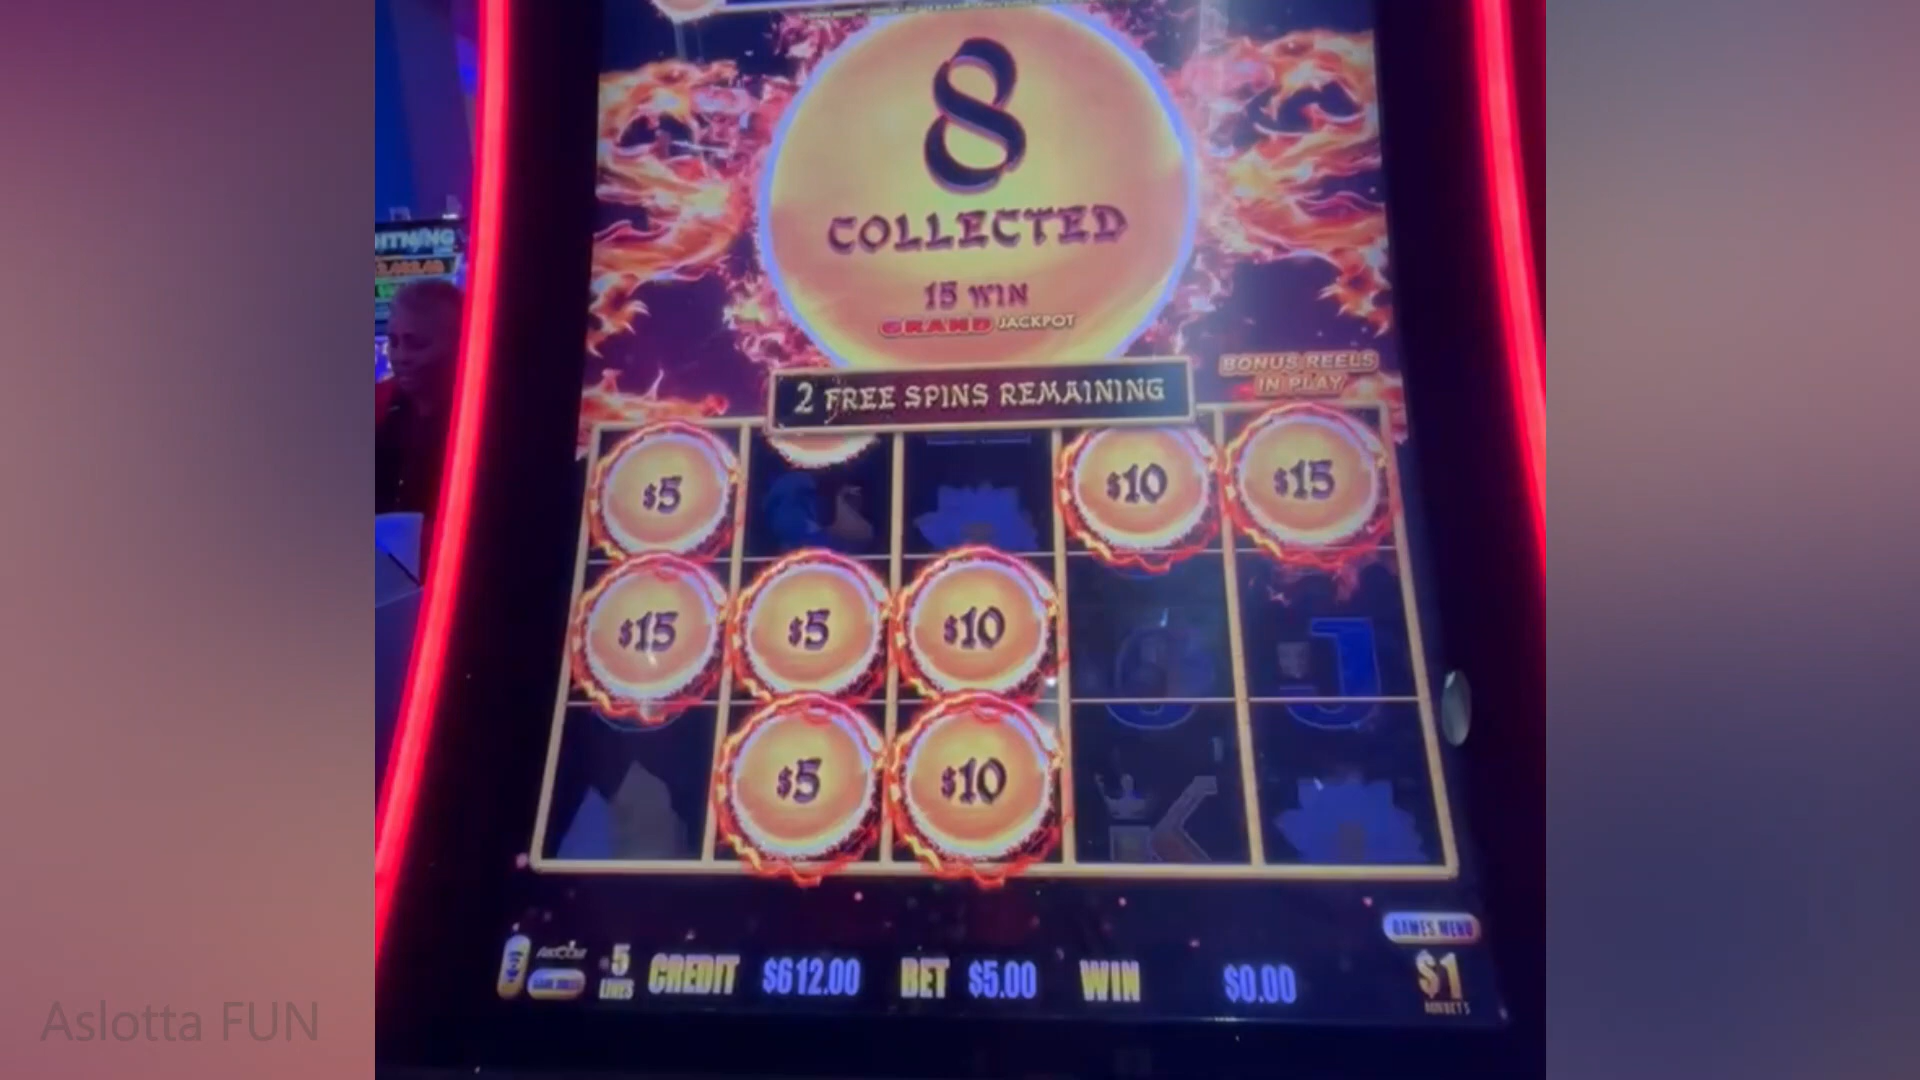 8
COLLECTED
15 WIN
GRAND JACKPOT
HTNING
2 FREE SPINS REMAINING
BONUS REELS
IN PLAY
$5
$10
$15
$15
$5
$10
J
$5
$10
K
GAMES MENU
5
LINES
CREDIT $612.00 BET $5.00 WIN $0.00
$1
Aslotta FUN